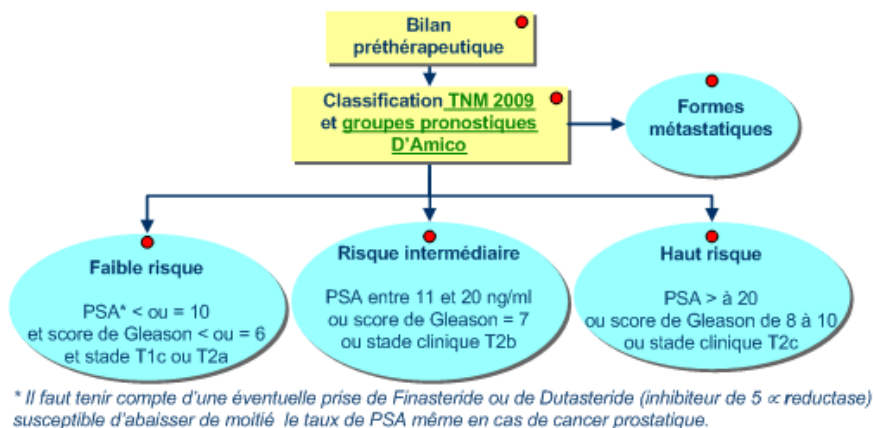 Bilan
préthérapeutique
Classification TNM 2009
et groupes pronostiques
D'Amico
Formes
métastatiques
Faible risque
PSA* < ou = 10
et score de Gleason < ou = 6
et stade T1c ou T2a
Risque intermédiaire
PSA entre 11 et 20 ng/ml
ou score de Gleason = 7
ou stade clinique T2b
Haut risque
PSA > à 20
ou score de Gleason de 8 à 10
ou stade clinique T2c
* Il faut tenir compte d'une éventuelle prise de Finasteride ou de Dutasteride (inhibiteur de 5 ∝ reductase)
susceptible d'abaisser de moitié le taux de PSA même en cas de cancer prostatique.